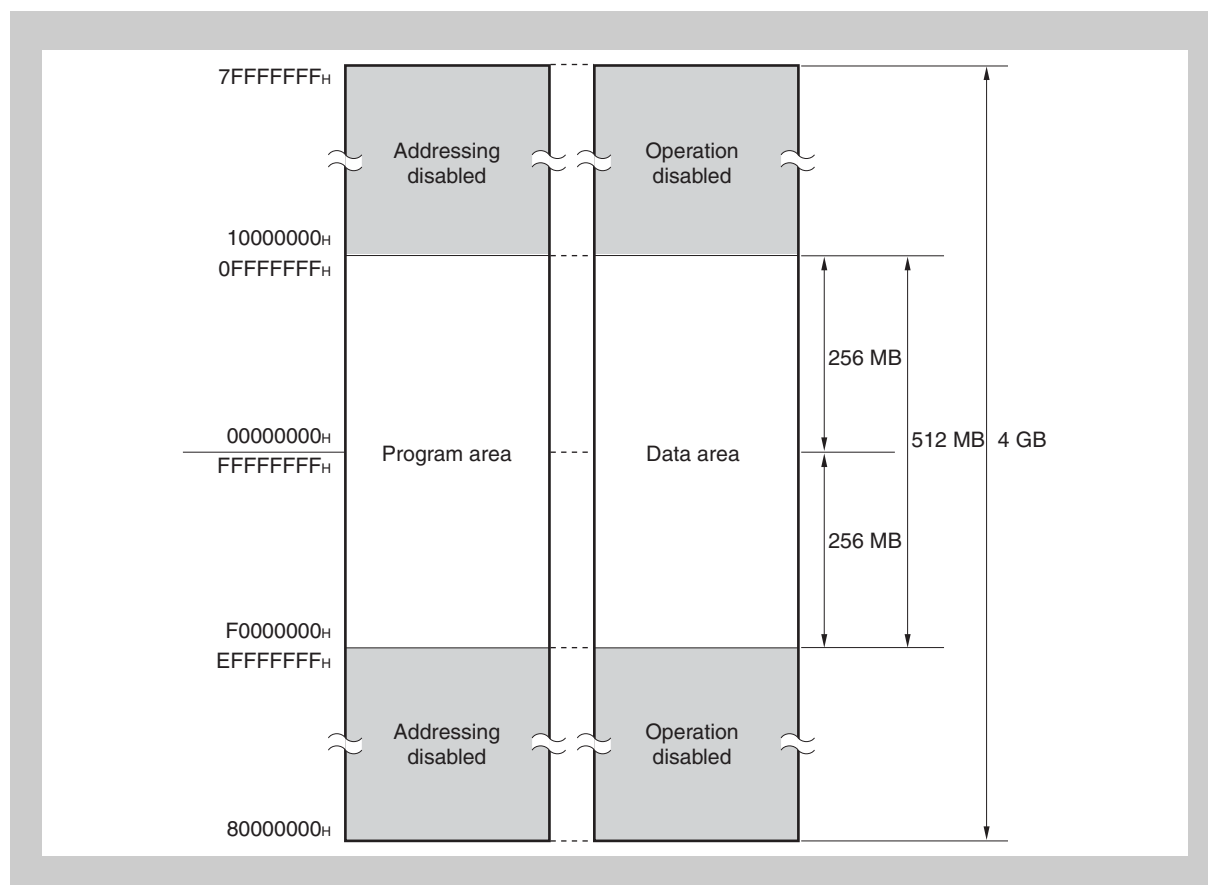 7FFFFFFFH
Addressing
disabled
Operation
disabled
10000000H
0FFFFFFFH
256 MB
00000000H
FFFFFFFFH
Program area
Data area
512 MB
4 GB
256 MB
F0000000H
EFFFFFFFH
Addressing
disabled
Operation
disabled
80000000H